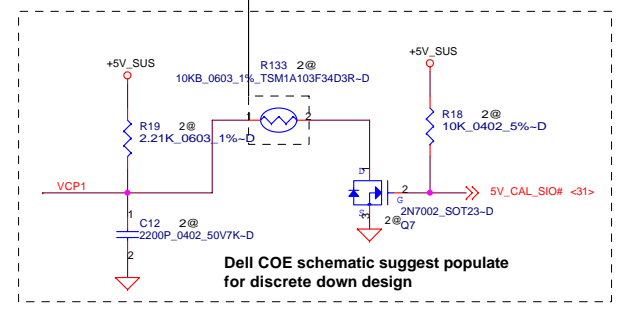 +5V_SUS
+5V_SUS
R133 2@
10KB_0603_1%_TSM1A103F34D3R~D
1
2
R19 2@
2.21K_0603_1%~D
R18 2@
10K_0402_5%~D
VCP1
D
1
2
G
S
3
5V_CAL_SIO# <31>
2N7002_SOT23~D
2@
Q7
1
C12 2@
2200P_0402_50V7K~D
2
Dell COE schematic suggest populate
for discrete down design